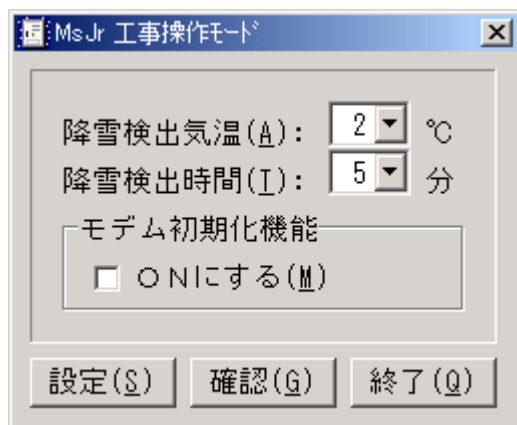 MsJr 工事操作ﾓｰﾄﾞ
降雪検出気温(A): 2 ℃
降雪検出時間(T): 5 分
モデム初期化機能
ＯＮにする(M)
設定(S) 確認(G) 終了(Q)